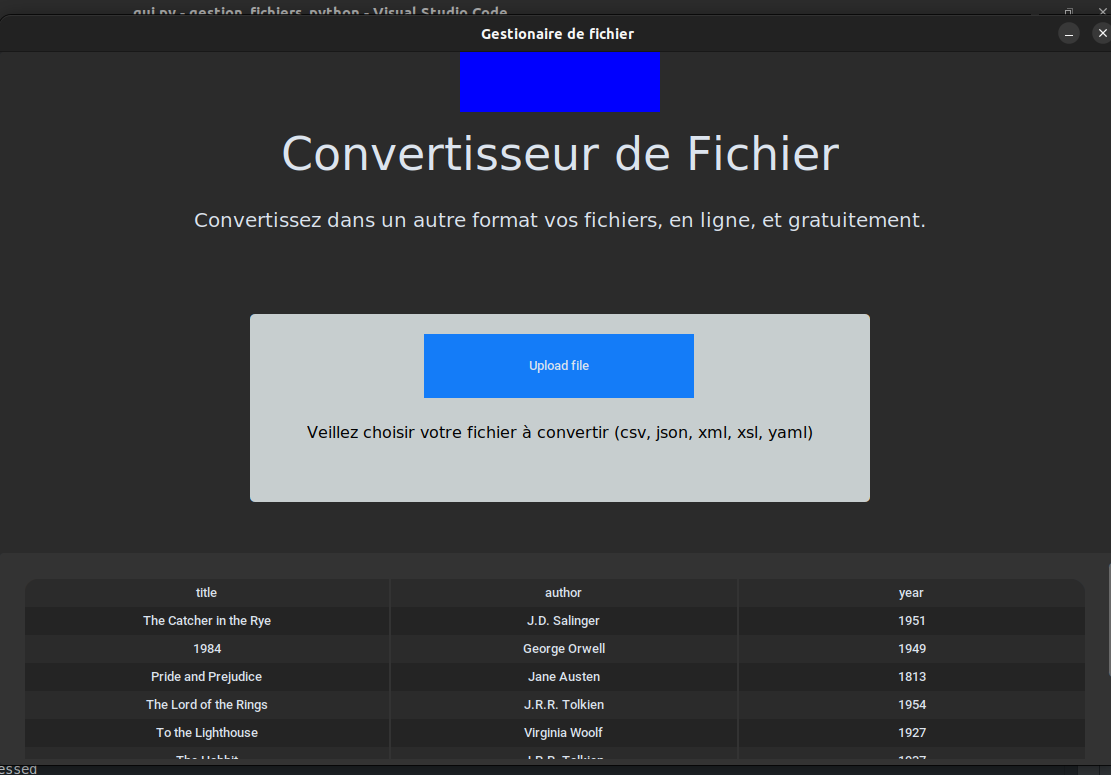 gui.py - gestion_fichiers_python - Visual Studio Code
Gestionaire de fichier
Convertisseur de Fichier
Convertissez dans un autre format vos fichiers, en ligne, et gratuitement.
Upload file
Veillez choisir votre fichier à convertir (csv, json, xml, xsl, yaml)
title author year
The Catcher in the Rye J.D. Salinger 1951
1984 George Orwell 1949
Pride and Prejudice Jane Austen 1813
The Lord of the Rings J.R.R. Tolkien 1954
To the Lighthouse Virginia Woolf 1927
The Hobbit J.R.R. Tolkien 1937
essed